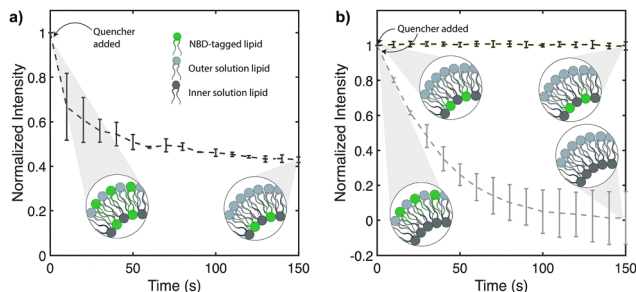 a)
Normalized Intensity
1
0.8
0.6
0.4
0.2
0
0
50
100
150
Time (s)
Quencher
added
NBD-tagged lipid
Outer solution lipid
Inner solution lipid
b)
Normalized Intensity
1
0.8
0.6
0.4
0.2
0
-0.2
0
50
100
150
Time (s)
Quencher added